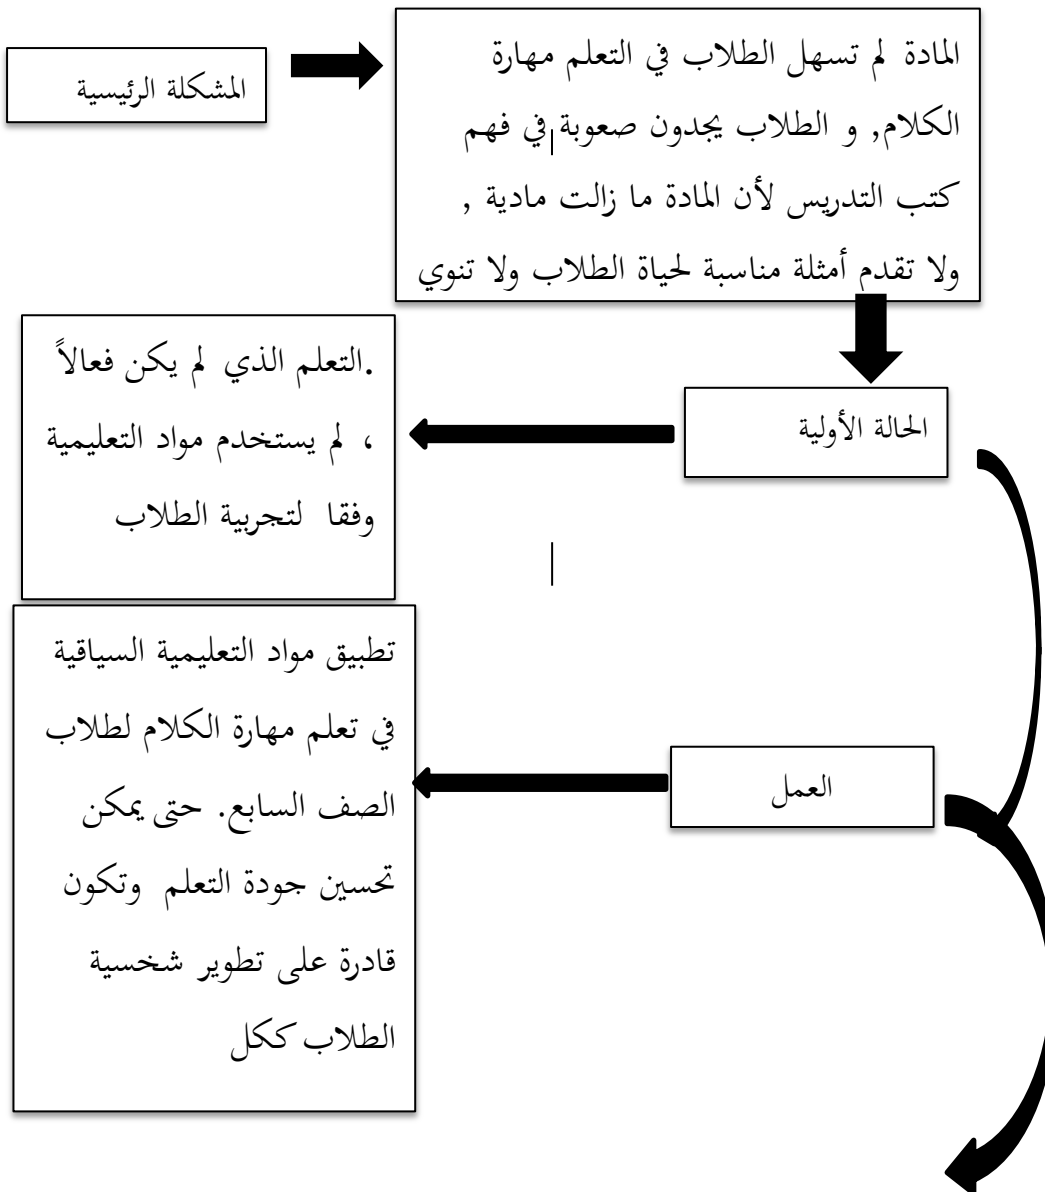 المشكلة الرئيسية
المادة لم تسهل الطلاب في التعلم مهارة
الكلام, و الطلاب يجدون صعوبة في فهم
كتب التدريس لأن المادة ما زالت مادية ,
ولا تقدم أمثلة مناسبة لحياة الطلاب ولا تنوي
الحالة الأولية
.التعلم الذي لم يكن فعالاً
، لم يستخدم مواد التعليمية
وفقا لتجريبة الطلاب
العمل
تطبيق مواد التعليمية السياقية
في تعلم مهارة الكلام لطلاب
الصف السابع. حتى يمكن
تحسين جودة التعلم وتكون
قادرة على تطوير شخسية
الطلاب ككل